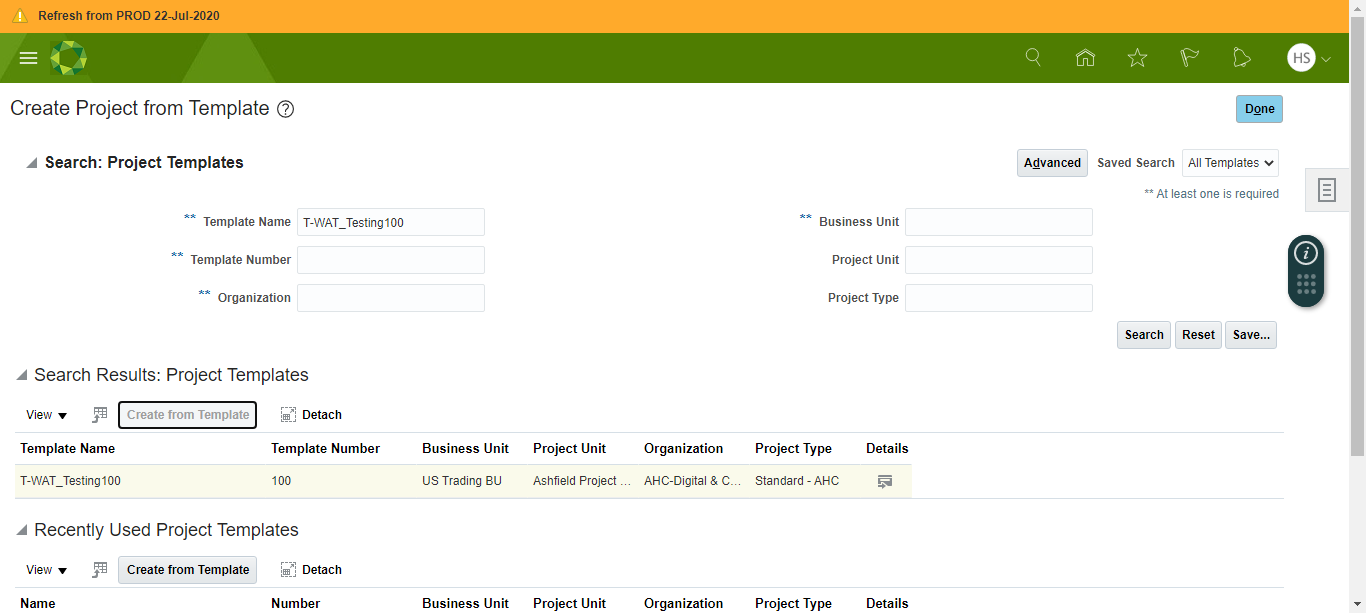 Refresh from PROD 22-Jul-2020
HS
Create Project from Template ?
Done
Search: Project Templates
Advanced Saved Search All Templates
** At least one is required
** Template Name T-WAT_Testing100 ** Business Unit
** Template Number Project Unit
** Organization Project Type
i
Search Reset Save...
Search Results: Project Templates
View Create from Template Detach
Template Name Template Number Business Unit Project Unit Organization Project Type Details
T-WAT_Testing100 100 US Trading BU Ashfield Project ... AHC-Digital & C... Standard - AHC
Recently Used Project Templates
View Create from Template Detach
Name Number Business Unit Project Unit Organization Project Type Details